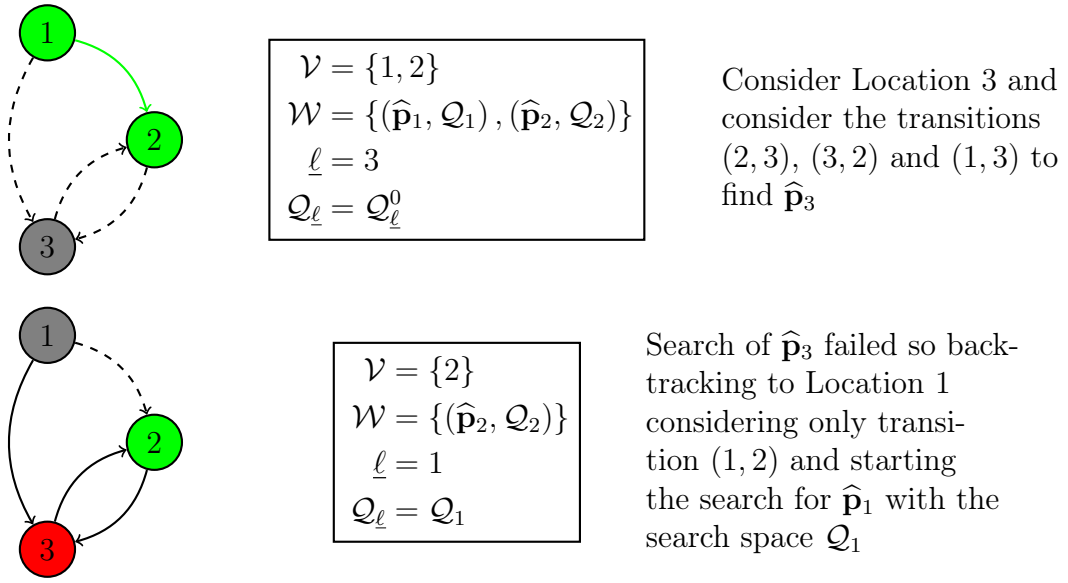 1
2
3
𝒱 = {1, 2}
𝒲 = {(p̂₁, 𝒬₁) , (p̂₂, 𝒬₂)}
ℓ̲ = 3
𝒬_ℓ̲ = 𝒬⁰_ℓ̲
Consider Location 3 and
consider the transitions
(2, 3), (3, 2) and (1, 3) to
find p̂₃
1
2
3
𝒱 = {2}
𝒲 = {(p̂₂, 𝒬₂)}
ℓ̲ = 1
𝒬_ℓ̲ = 𝒬₁
Search of p̂₃ failed so back-
tracking to Location 1
considering only transi-
tion (1, 2) and starting
the search for p̂₁ with the
search space 𝒬₁